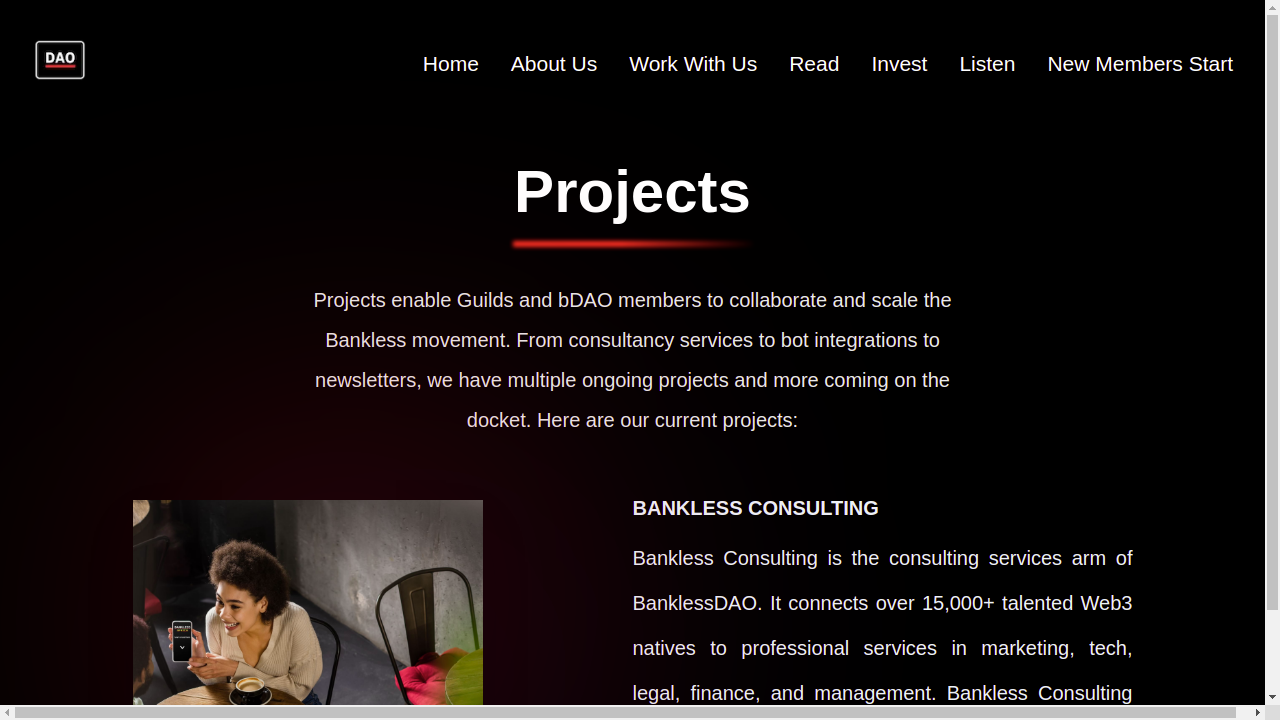 DAO
Home
About Us
Work With Us
Read
Invest
Listen
New Members Start
Projects
Projects enable Guilds and bDAO members to collaborate and scale the
Bankless movement. From consultancy services to bot integrations to
newsletters, we have multiple ongoing projects and more coming on the
docket. Here are our current projects:
BANKLESS CONSULTING
Bankless Consulting is the consulting services arm of
BanklessDAO. It connects over 15,000+ talented Web3
natives to professional services in marketing, tech,
legal, finance, and management. Bankless Consulting